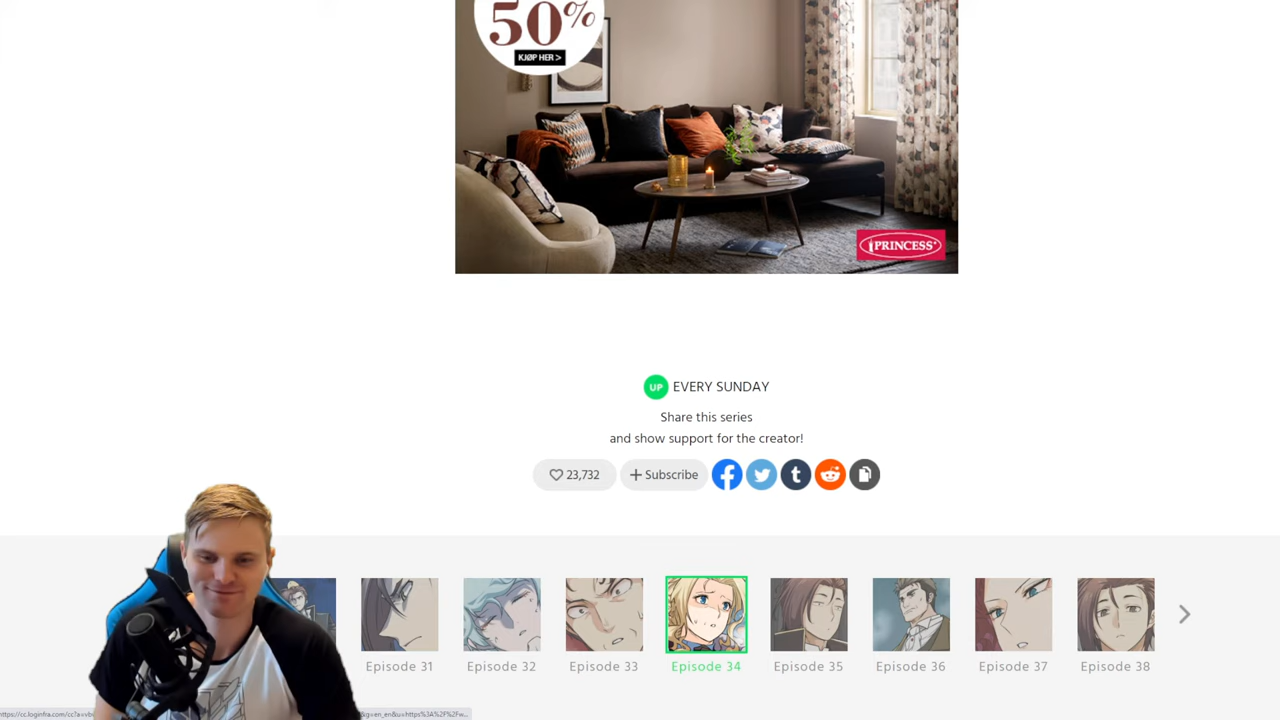 50%
KJØP HER >
PRINCESS
UP EVERY SUNDAY
Share this series
and show support for the creator!
23,732
+ Subscribe
Episode 31
Episode 32
Episode 33
Episode 34
Episode 35
Episode 36
Episode 37
Episode 38